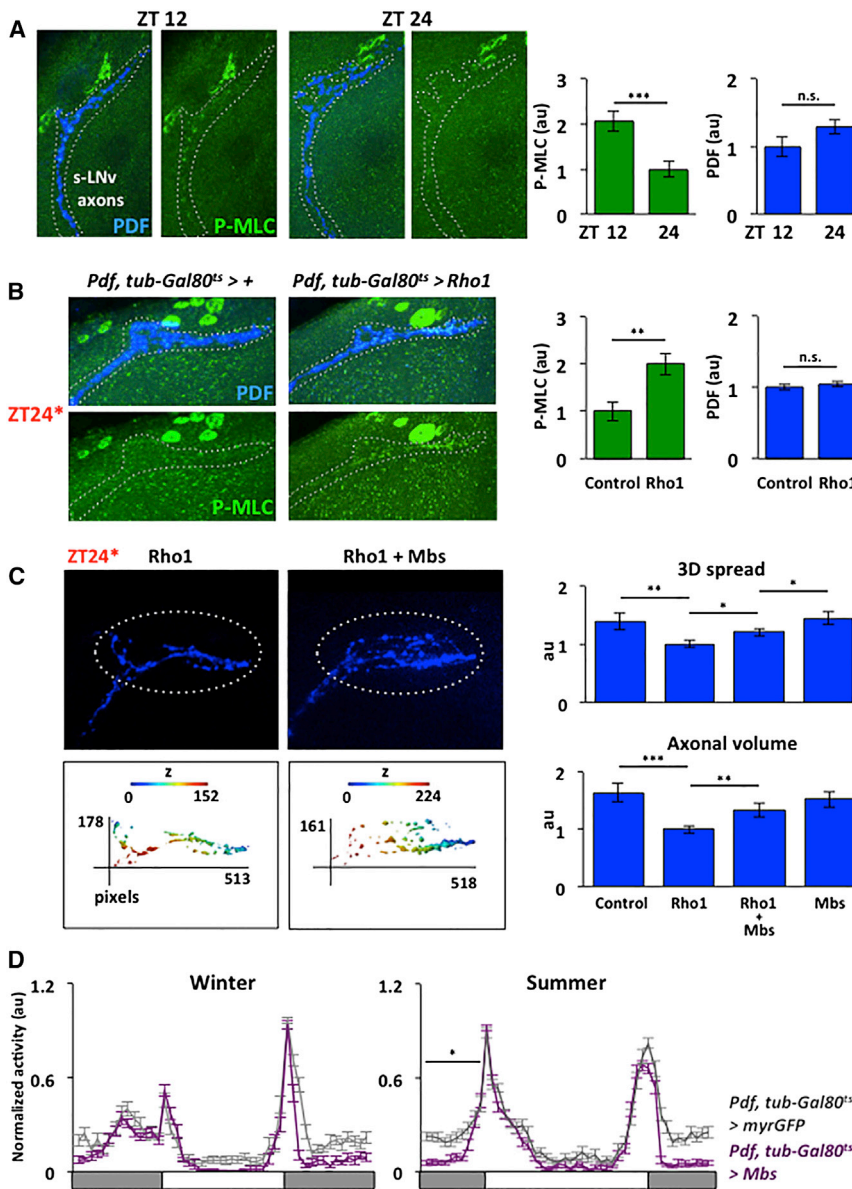 A
ZT 12
ZT 24
s-LNv
axons
PDF
P-MLC
P-MLC (au)
3
2
1
0
***
ZT 12 24
PDF (au)
2
1
0
n.s.
ZT 12 24
B
Pdf, tub-Gal80ts > +
Pdf, tub-Gal80ts > Rho1
ZT24*
PDF
P-MLC
P-MLC (au)
3
2
1
0
**
Control Rho1
PDF (au)
2
1
0
n.s.
Control Rho1
C
ZT24*
Rho1
Rho1 + Mbs
z
0 152
178
513
pixels
z
0 224
161
518
3D spread
au
2
1
0
** * *
Axonal volume
au
2
1
0
*** **
Control Rho1 Rho1 + Mbs Mbs
D
Winter
Summer
Normalized activity (au)
1.2
0.6
0
1.2
0.6
0
*
Pdf, tub-Gal80ts
> myrGFP
Pdf, tub-Gal80ts
> Mbs